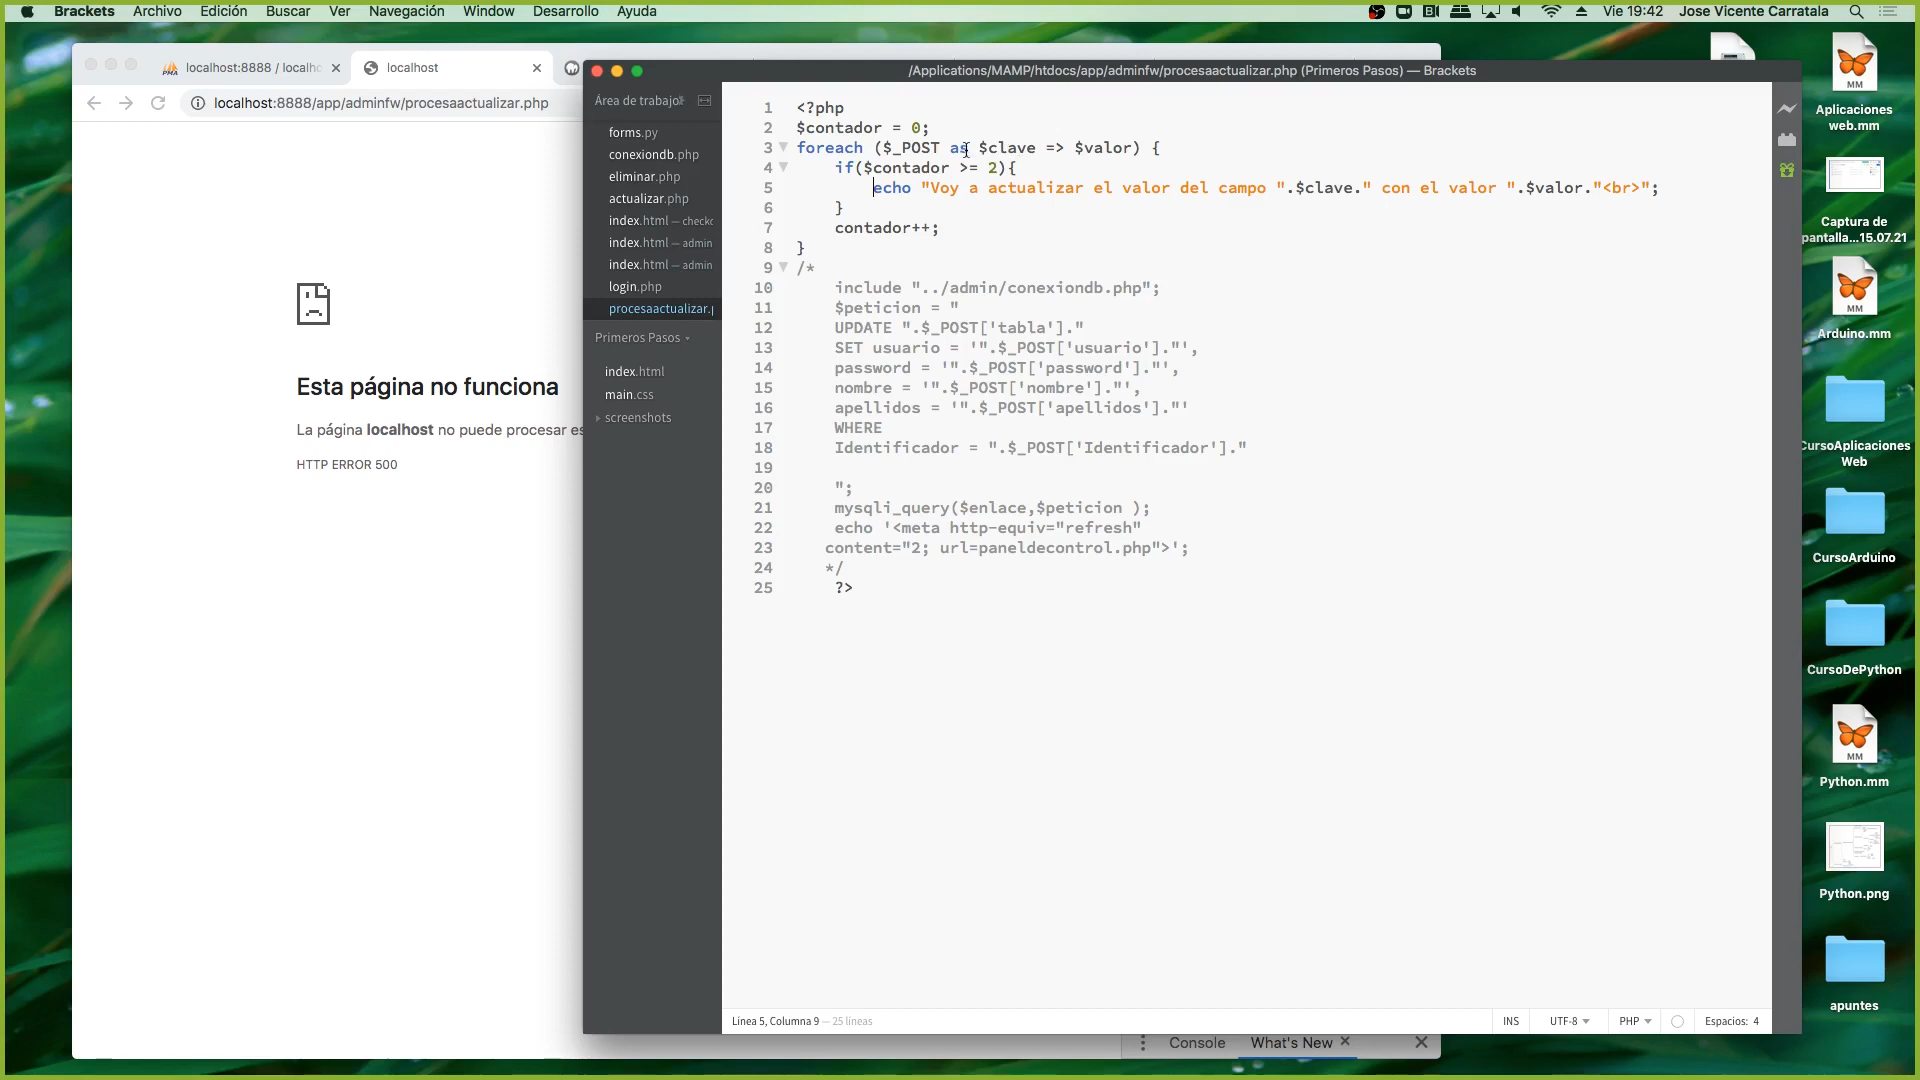 Brackets Archivo Edición Buscar Ver Navegación Window Desarrollo Ayuda
Vie 19:42 Jose Vicente Carratala
localhost:8888 / localho
localhost
localhost:8888/app/adminfw/procesaactualizar.php
Esta página no funciona
La página localhost no puede procesar es
HTTP ERROR 500
/Applications/MAMP/htdocs/app/adminfw/procesaactualizar.php (Primeros Pasos) — Brackets
Área de trabajo
forms.py
conexiondb.php
eliminar.php
actualizar.php
index.html — checkc
index.html — admin
index.html — admin
login.php
procesaactualizar.p
Primeros Pasos
index.html
main.css
screenshots
1 <?php
2 $contador = 0;
3 foreach ($_POST as $clave => $valor) {
4 if($contador >= 2){
5 echo "Voy a actualizar el valor del campo ".$clave." con el valor ".$valor."<br>";
6 }
7 contador++;
8 }
9 /*
10 include "../admin/conexiondb.php";
11 $peticion = "
12 UPDATE ".$_POST['tabla']."
13 SET usuario = '".$_POST['usuario']."',
14 password = '".$_POST['password']."',
15 nombre = '".$_POST['nombre']."',
16 apellidos = '".$_POST['apellidos']."'
17 WHERE
18 Identificador = ".$_POST['Identificador']."
19
20 ";
21 mysqli_query($enlace,$peticion );
22 echo '<meta http-equiv="refresh"
23 content="2; url=paneldecontrol.php">';
24 */
25 ?>
Línea 5, Columna 9 — 25 líneas
INS UTF-8 PHP Espacios: 4
Console What's New
MM
Aplicaciones
web.mm
Captura de
pantalla...15.07.21
MM
Arduino.mm
CursoAplicaciones
Web
CursoArduino
CursoDePython
MM
Python.mm
Python.png
apuntes